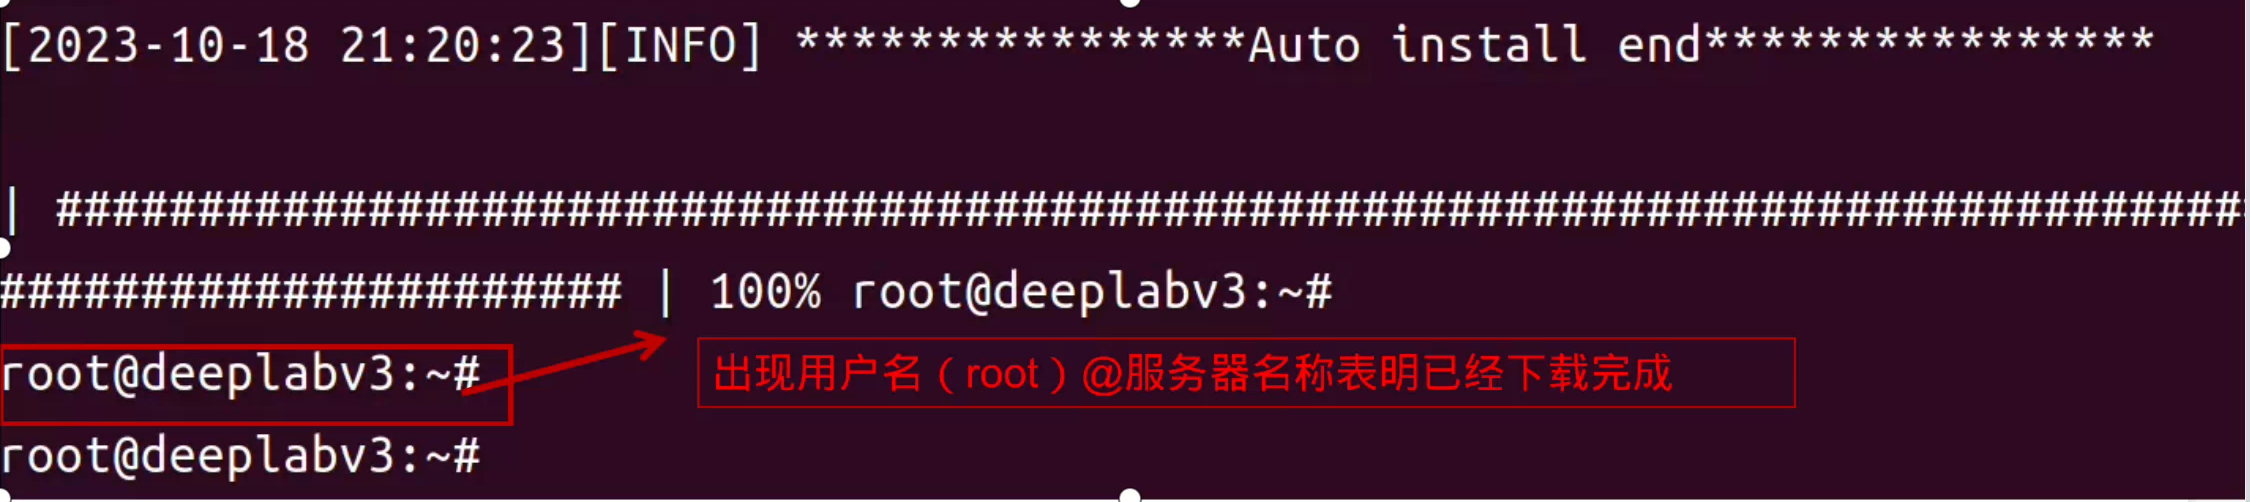 [2023-10-18 21:20:23][INFO] ****************Auto install end****************
| ##############################################################################
###################### | 100% root@deeplabv3:~#
root@deeplabv3:~#
出现用户名（root）@服务器名称表明已经下载完成
root@deeplabv3:~#